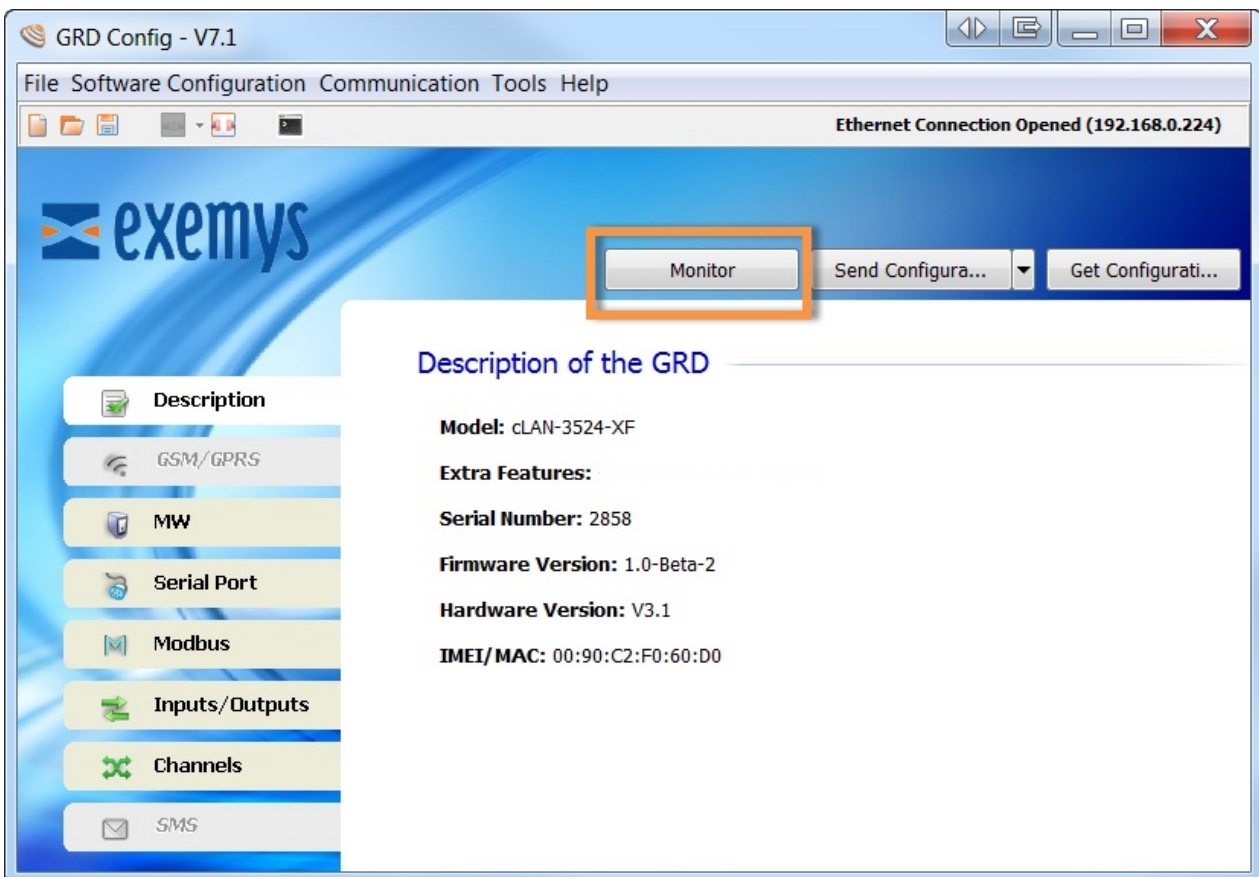 GRD Config - V7.1
File Software Configuration Communication Tools Help
Ethernet Connection Opened (192.168.0.224)
exemys
Monitor
Send Configura...
Get Configurati...
Description of the GRD
Description
GSM/GPRS
MW
Serial Port
Modbus
Inputs/Outputs
Channels
SMS
Model: cLAN-3524-XF
Extra Features:
Serial Number: 2858
Firmware Version: 1.0-Beta-2
Hardware Version: V3.1
IMEI/MAC: 00:90:C2:F0:60:D0